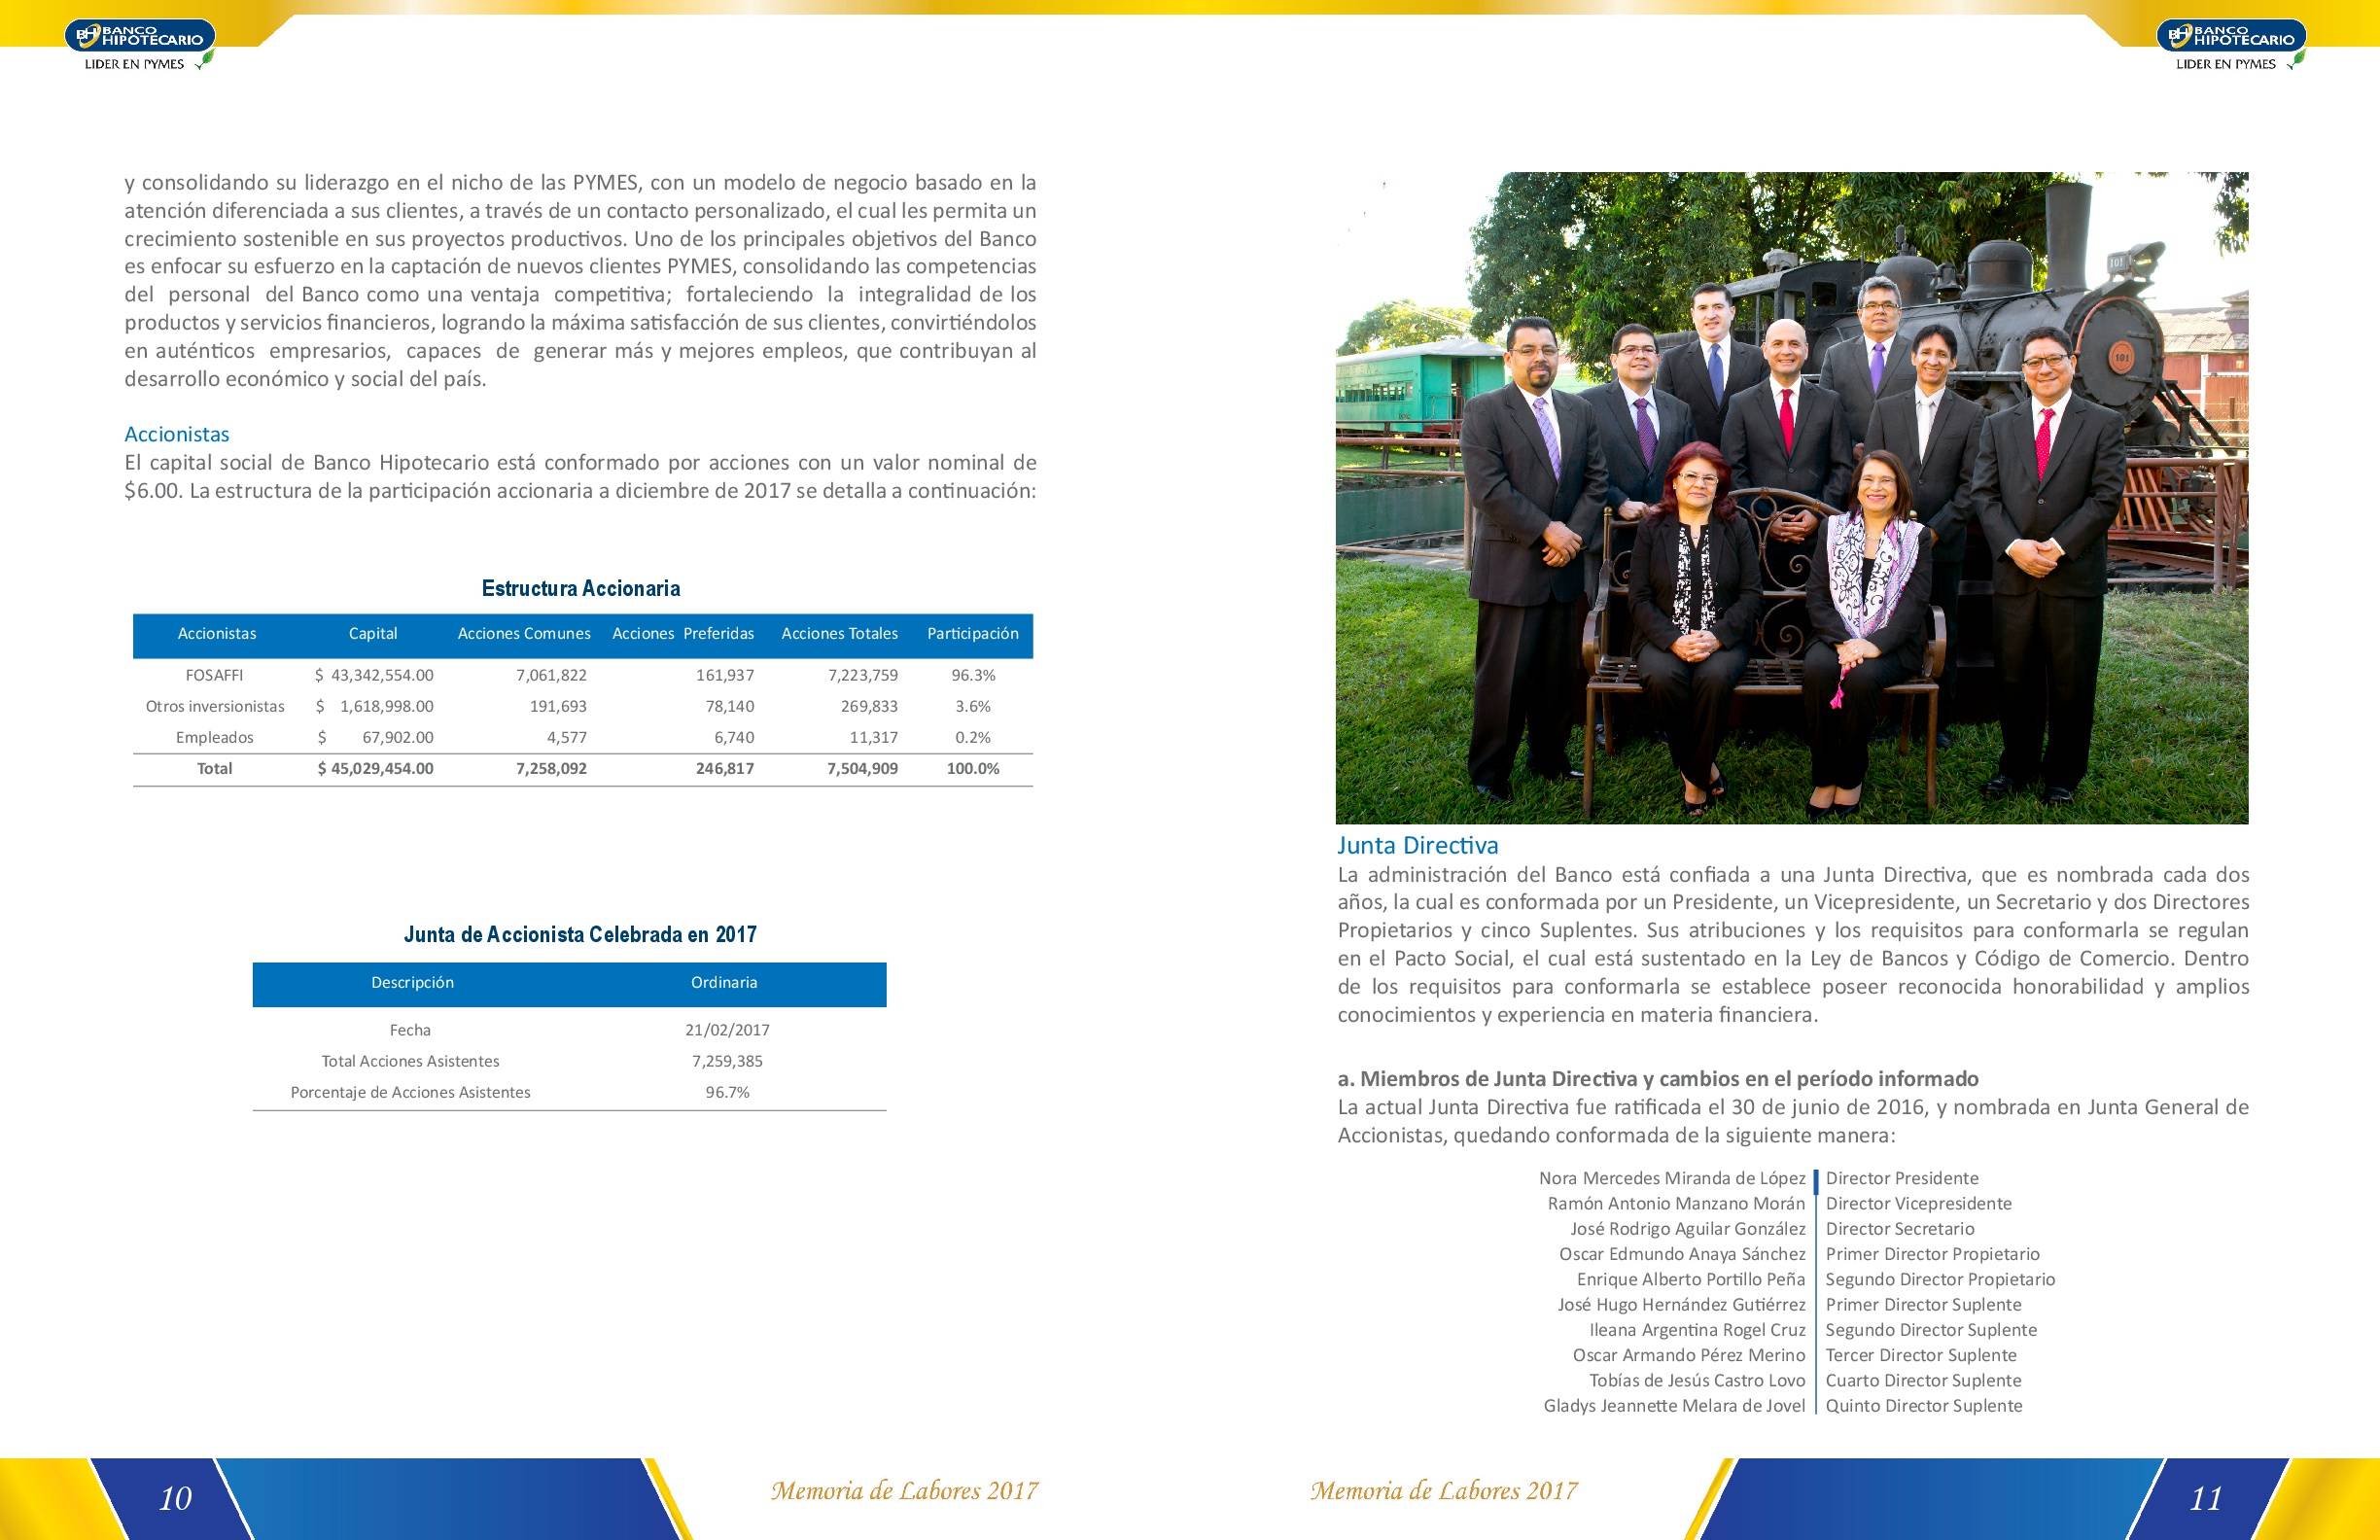 BH BANCO
HIPOTECARIO
LIDER EN PYMES
y consolidando su liderazgo en el nicho de las PYMES, con un modelo de negocio basado en la
atención diferenciada a sus clientes, a través de un contacto personalizado, el cual les permita un
crecimiento sostenible en sus proyectos productivos. Uno de los principales objetivos del Banco
es enfocar su esfuerzo en la captación de nuevos clientes PYMES, consolidando las competencias
del personal del Banco como una ventaja competitiva; fortaleciendo la integralidad de los
productos y servicios financieros, logrando la máxima satisfacción de sus clientes, convirtiéndolos
en auténticos empresarios, capaces de generar más y mejores empleos, que contribuyan al
desarrollo económico y social del país.
Accionistas
El capital social de Banco Hipotecario está conformado por acciones con un valor nominal de
$6.00. La estructura de la participación accionaria a diciembre de 2017 se detalla a continuación:
Estructura Accionaria
Accionistas Capital Acciones Comunes Acciones Preferidas Acciones Totales Participación
FOSAFFI $ 43,342,554.00 7,061,822 161,937 7,223,759 96.3%
Otros inversionistas $ 1,618,998.00 191,693 78,140 269,833 3.6%
Empleados $ 67,902.00 4,577 6,740 11,317 0.2%
Total $ 45,029,454.00 7,258,092 246,817 7,504,909 100.0%
Junta de Accionista Celebrada en 2017
Descripción Ordinaria
Fecha 21/02/2017
Total Acciones Asistentes 7,259,385
Porcentaje de Acciones Asistentes 96.7%
10
Memoria de Labores 2017
BH BANCO
HIPOTECARIO
LIDER EN PYMES
101
101
Junta Directiva
La administración del Banco está confiada a una Junta Directiva, que es nombrada cada dos
años, la cual es conformada por un Presidente, un Vicepresidente, un Secretario y dos Directores
Propietarios y cinco Suplentes. Sus atribuciones y los requisitos para conformarla se regulan
en el Pacto Social, el cual está sustentado en la Ley de Bancos y Código de Comercio. Dentro
de los requisitos para conformarla se establece poseer reconocida honorabilidad y amplios
conocimientos y experiencia en materia financiera.
a. Miembros de Junta Directiva y cambios en el período informado
La actual Junta Directiva fue ratificada el 30 de junio de 2016, y nombrada en Junta General de
Accionistas, quedando conformada de la siguiente manera:
Nora Mercedes Miranda de López Director Presidente
Ramón Antonio Manzano Morán Director Vicepresidente
José Rodrigo Aguilar González Director Secretario
Oscar Edmundo Anaya Sánchez Primer Director Propietario
Enrique Alberto Portillo Peña Segundo Director Propietario
José Hugo Hernández Gutiérrez Primer Director Suplente
Ileana Argentina Rogel Cruz Segundo Director Suplente
Oscar Armando Pérez Merino Tercer Director Suplente
Tobías de Jesús Castro Lovo Cuarto Director Suplente
Gladys Jeannette Melara de Jovel Quinto Director Suplente
Memoria de Labores 2017
11